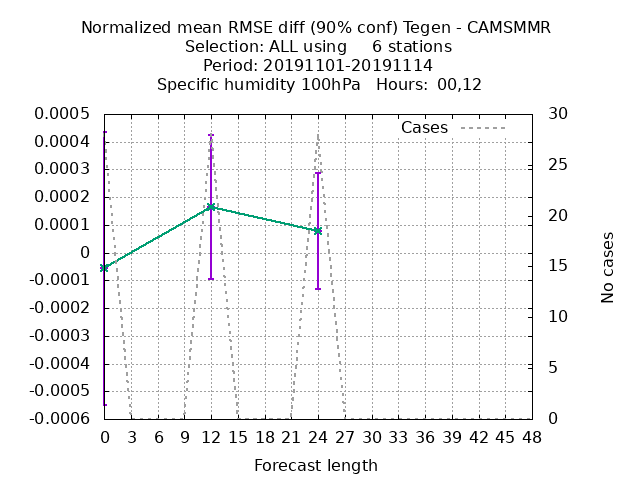 Normalized mean RMSE diff (90% conf) Tegen - CAMSMMR
Selection: ALL using     6 stations
Period: 20191101-20191114
Specific humidity 100hPa   Hours:  00,12
Cases
0.0005
0.0004
0.0003
0.0002
0.0001
0
-0.0001
-0.0002
-0.0003
-0.0004
-0.0005
-0.0006
30
25
20
15
10
5
0
No cases
0 3 6 9 12 15 18 21 24 27 30 33 36 39 42 45 48
Forecast length